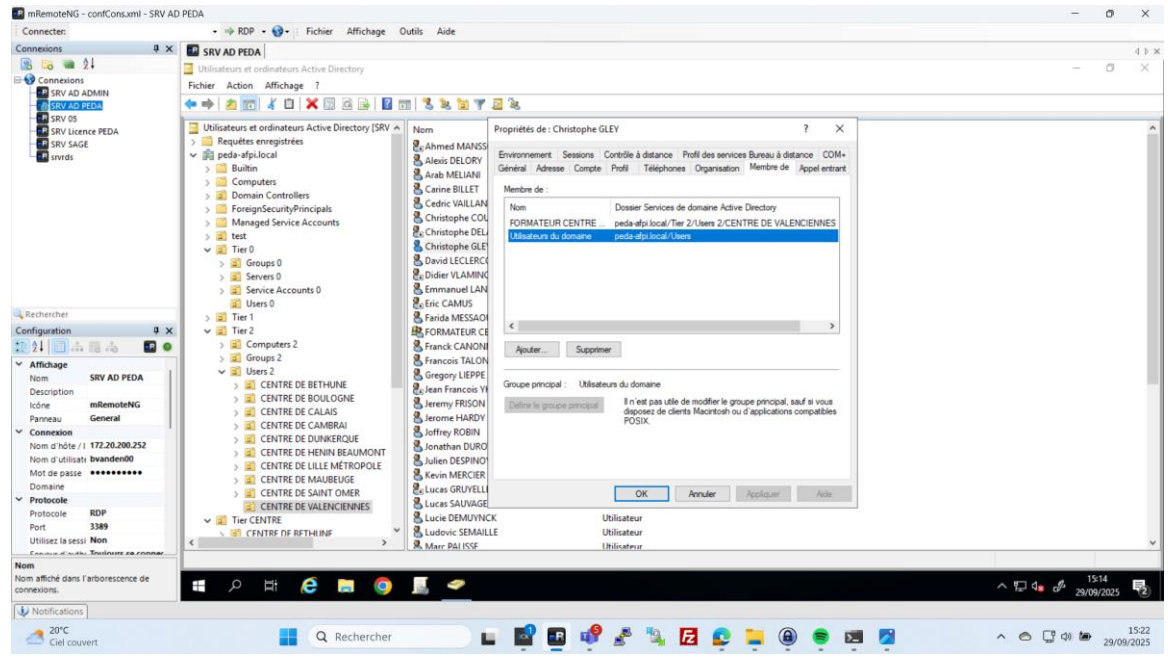 mRemoteNG - confCons.xml - SRV AD PEDA
Connecter: RDP Fichier Affichage Outils Aide
Connexions
Connexions
SRV AD ADMIN
SRV AD PEDA
SRV 05
SRV Licence PEDA
SRV SAGE
srvrds
Rechercher
Configuration
Affichage
Nom SRV AD PEDA
Description
Icône mRemoteNG
Panneau General
Connexion
Nom d'hôte / I 172.20.200.252
Nom d'utilisate bvanden00
Mot de passe ●●●●●●●●●●
Domaine
Protocole
Protocole RDP
Port 3389
Utilisez la sessi Non
Nom
Nom affiché dans l'arborescence de
connexions.
Notifications
SRV AD PEDA
Utilisateurs et ordinateurs Active Directory
Fichier Action Affichage ?
Utilisateurs et ordinateurs Active Directory [SRV
Requêtes enregistrées
peda-afpi.local
Builtin
Computers
Domain Controllers
ForeignSecurityPrincipals
Managed Service Accounts
test
Tier 0
Groups 0
Servers 0
Service Accounts 0
Users 0
Tier 1
Tier 2
Computers 2
Groups 2
Users 2
CENTRE DE BETHUNE
CENTRE DE BOULOGNE
CENTRE DE CALAIS
CENTRE DE CAMBRAI
CENTRE DE DUNKERQUE
CENTRE DE HENIN BEAUMONT
CENTRE DE LILLE MÉTROPOLE
CENTRE DE MAUBEUGE
CENTRE DE SAINT OMER
CENTRE DE VALENCIENNES
Tier CENTRE
CENTRE DE BETHUNE
Nom
Ahmed MANSS
Alexis DELORY
Arab MELIANI
Carine BILLET
Cedric VAILLAN
Christophe COU
Christophe DEL
Christophe GLE
David LECLERC
Didier VLAMINC
Emmanuel LAN
Eric CAMUS
Farida MESSAO
FORMATEUR CE
Franck CANON
Francois TALON
Gregory LIEPPE
Jean Francois Y
Jeremy FRISON
Jerome HARDY
Joffrey ROBIN
Jonathan DURO
Julien DESPINO
Kevin MERCIER
Lucas GRUYELL
Lucas SAUVAGE
Lucie DEMUYNCK Utilisateur
Ludovic SEMAILLE Utilisateur
Marc PALISSE Utilisateur
Propriétés de : Christophe GLEY ?
Environnement Sessions Contrôle à distance Profil des services Bureau à distance COM+
Général Adresse Compte Profil Téléphones Organisation Membre de Appel entrant
Membre de :
Nom Dossier Services de domaine Active Directory
FORMATEUR CENTRE ... peda-afpi.local/Tier 2/Users 2/CENTRE DE VALENCIENNES
Utilisateurs du domaine peda-afpi.local/Users
Ajouter... Supprimer
Groupe principal : Utilisateurs du domaine
Définir le groupe principal
Il n'est pas utile de modifier le groupe principal, sauf si vous
disposez de clients Macintosh ou d'applications compatibles
POSIX.
OK Annuler Appliquer Aide
15:14
29/09/2025
20°C
Ciel couvert
Rechercher
15:22
29/09/2025